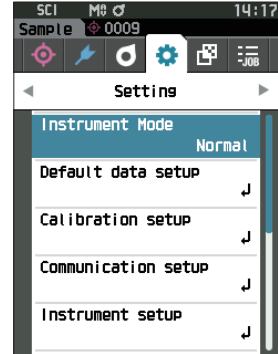 SCI M0 14:17
Sample 0009
JOB
Setting
Instrument Mode
Normal
Default data setup
Calibration setup
Communication setup
Instrument setup